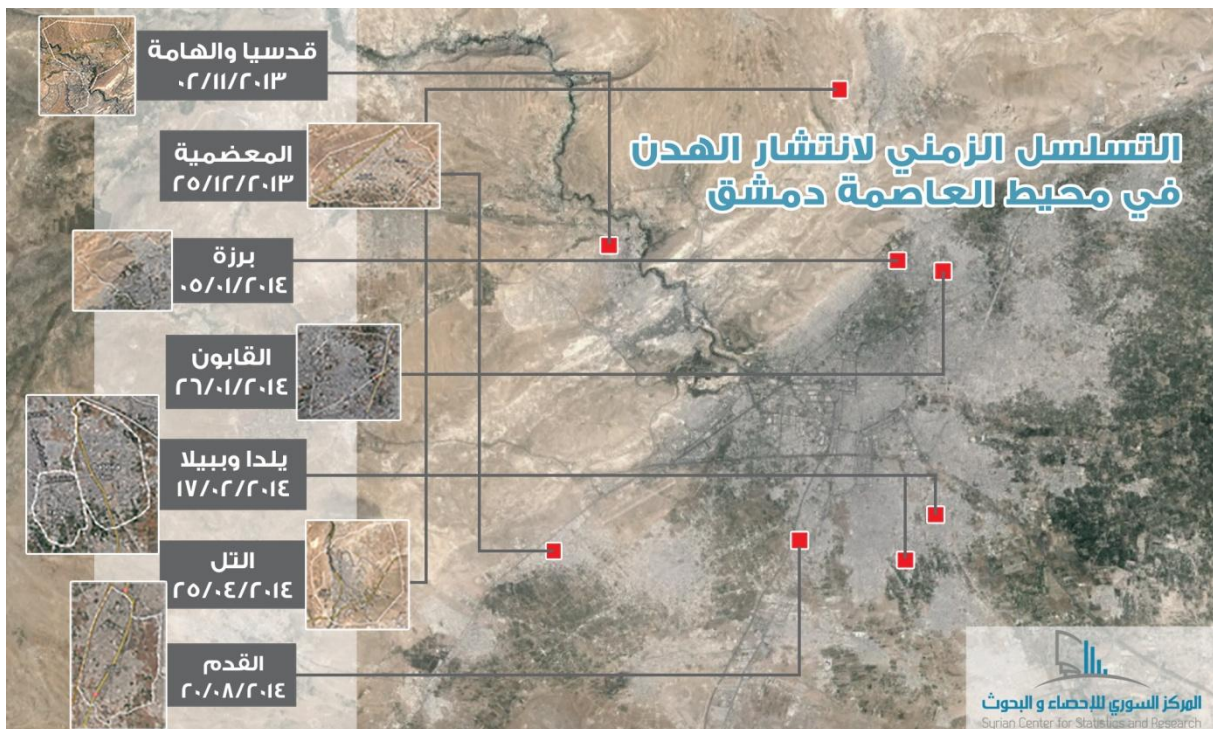 التسلسل الزمني لانتشار الهدن
في محيط العاصمة دمشق
قدسيا والهامة
٠٢/١١/٢٠١٣
المعضمية
٢٥/١٢/٢٠١٣
برزة
٠٥/٠١/٢٠١٤
القابون
٢٦/٠١/٢٠١٤
يلدا وببيلا
١٧/٠٢/٢٠١٤
التل
٢٥/٠٤/٢٠١٤
القدم
٢٠/٠٨/٢٠١٤
المركز السوري للإحصاء و البحوث
Syrian Center for Statistics and Research